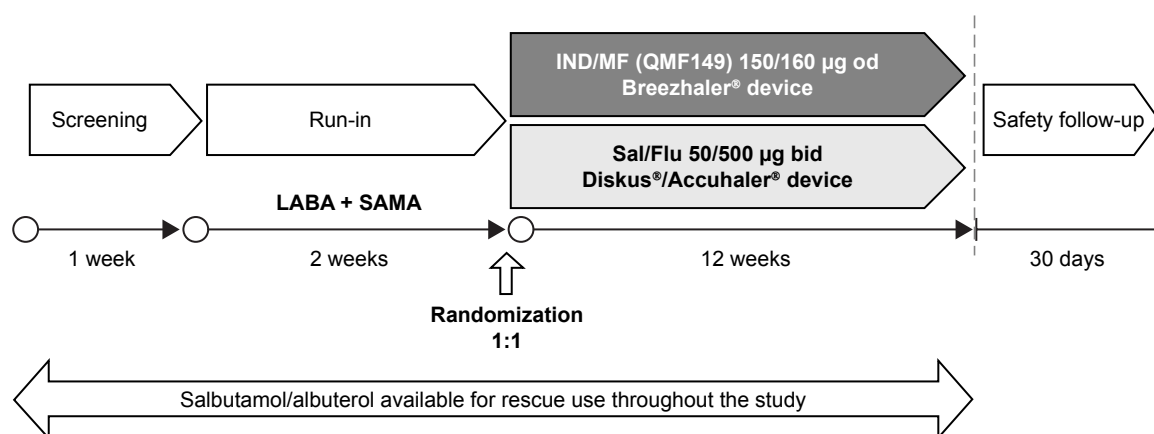 Screening
Run-in
IND/MF (QMF149) 150/160 µg od
Breezhaler® device
Sal/Flu 50/500 µg bid
Diskus®/Accuhaler® device
Safety follow-up
LABA + SAMA
1 week
2 weeks
12 weeks
30 days
Randomization
1:1
Salbutamol/albuterol available for rescue use throughout the study